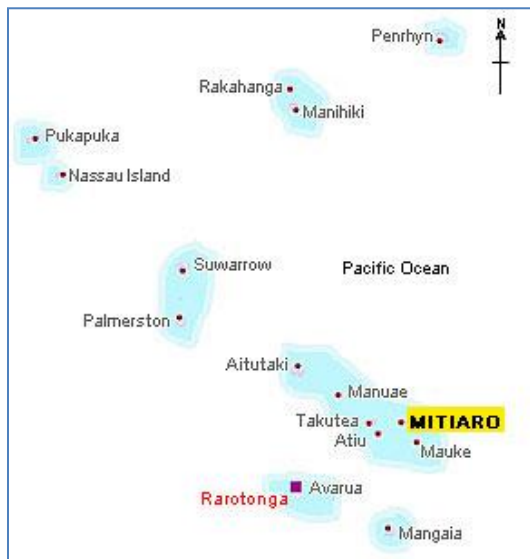 Penrhyn
N
Rakahanga
Manihiki
Pukapuka
Nassau Island
Suwarrow
Pacific Ocean
Palmerston
Aitutaki
Manuae
Takutea
MITIARO
Atiu
Mauke
Avarua
Rarotonga
Mangaia